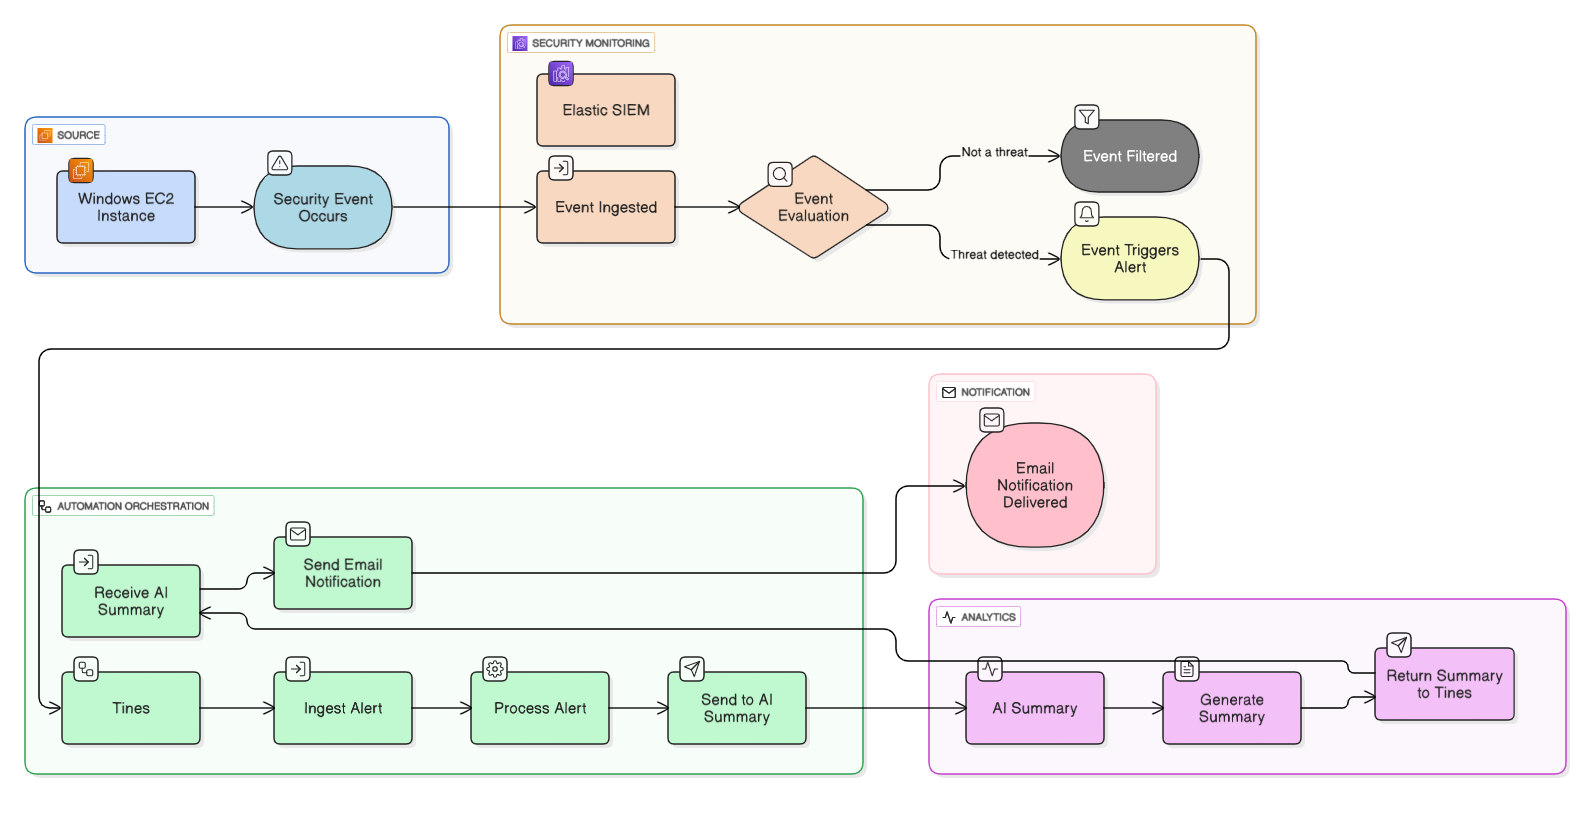 SECURITY MONITORING
Elastic SIEM
SOURCE
Windows EC2
Instance
Security Event
Occurs
Event Ingested
Event
Evaluation
Not a threat
Event Filtered
Threat detected
Event Triggers
Alert
NOTIFICATION
Email
Notification
Delivered
AUTOMATION ORCHESTRATION
Send Email
Notification
Receive AI
Summary
Tines
Ingest Alert
Process Alert
Send to AI
Summary
ANALYTICS
AI Summary
Generate
Summary
Return Summary
to Tines